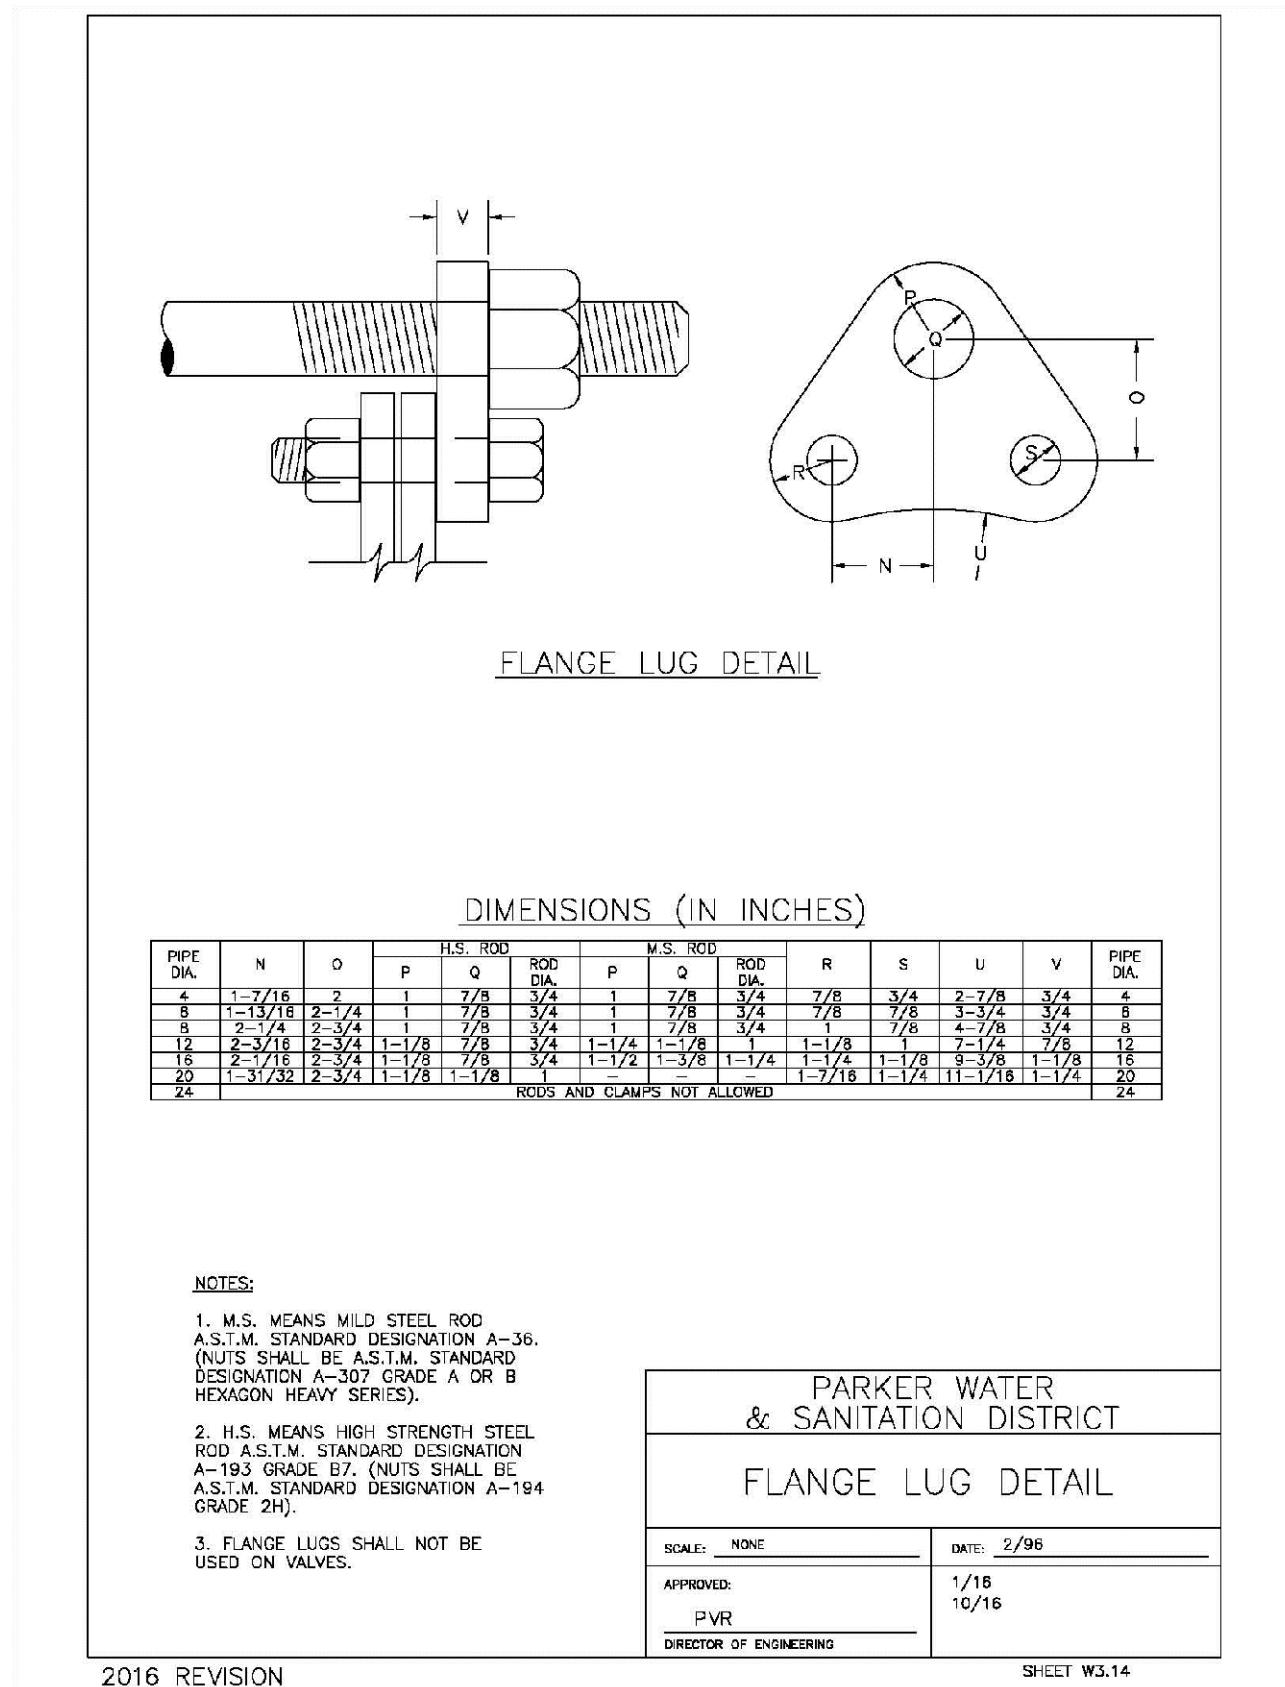 V
P
Q
O
S
R
U
N
FLANGE LUG DETAIL
DIMENSIONS (IN INCHES)
PIPE DIA. N O H.S. ROD M.S. ROD R S U V PIPE DIA.
P Q ROD DIA. P Q ROD DIA.
4 1-7/16 2 1 7/8 3/4 1 7/8 3/4 7/8 3/4 2-7/8 3/4 4
6 1-13/16 2-1/4 1 7/8 3/4 1 7/8 3/4 7/8 7/8 3-3/4 3/4 6
8 2-1/4 2-3/4 1 7/8 3/4 1 7/8 3/4 1 7/8 4-7/8 3/4 8
12 2-3/16 2-3/4 1-1/8 7/8 3/4 1-1/4 1-1/8 1 1-1/8 1 7-1/4 7/8 12
16 2-1/16 2-3/4 1-1/8 7/8 3/4 1-1/2 1-3/8 1-1/4 1-1/4 1-1/8 9-3/8 1-1/8 16
20 1-31/32 2-3/4 1-1/8 1-1/8 1 - - - 1-7/16 1-1/4 11-1/16 1-1/4 20
24 RODS AND CLAMPS NOT ALLOWED 24
NOTES:
1. M.S. MEANS MILD STEEL ROD
A.S.T.M. STANDARD DESIGNATION A-36.
(NUTS SHALL BE A.S.T.M. STANDARD
DESIGNATION A-307 GRADE A OR B
HEXAGON HEAVY SERIES).
2. H.S. MEANS HIGH STRENGTH STEEL
ROD A.S.T.M. STANDARD DESIGNATION
A-193 GRADE B7. (NUTS SHALL BE
A.S.T.M. STANDARD DESIGNATION A-194
GRADE 2H).
3. FLANGE LUGS SHALL NOT BE
USED ON VALVES.
PARKER WATER
& SANITATION DISTRICT
FLANGE LUG DETAIL
SCALE: NONE
DATE: 2/96
APPROVED:
PVR
DIRECTOR OF ENGINEERING
1/16
10/16
2016 REVISION
SHEET W3.14